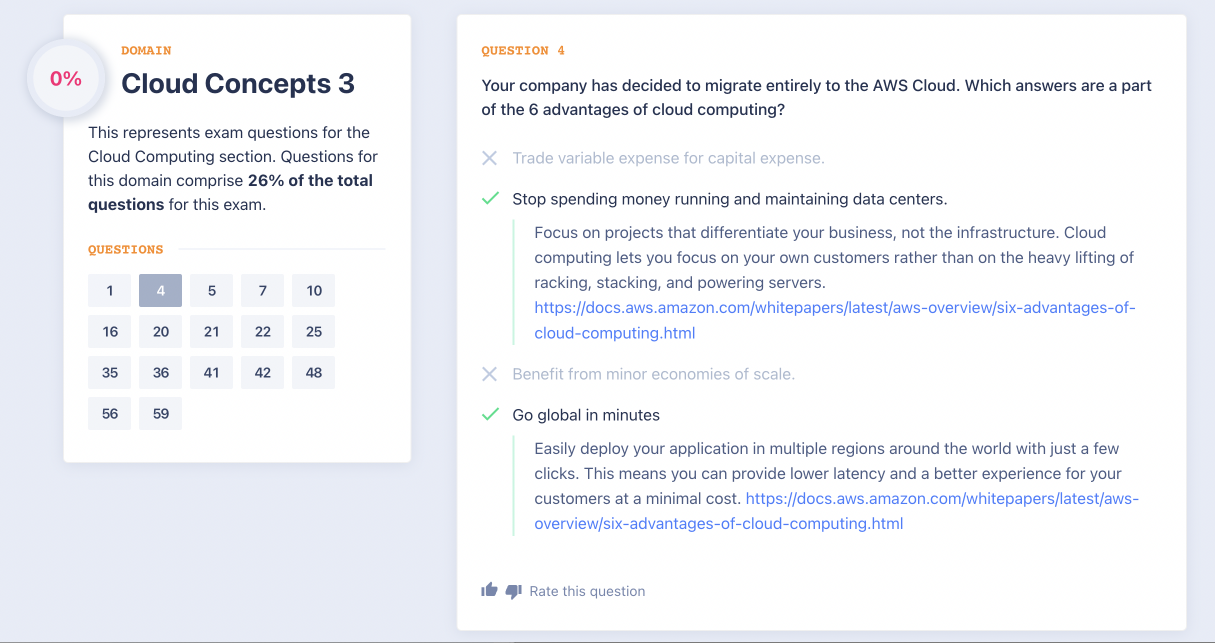 0%
DOMAIN
Cloud Concepts 3
This represents exam questions for the
Cloud Computing section. Questions for
this domain comprise 26% of the total
questions for this exam.
QUESTIONS
1 4 5 7 10
16 20 21 22 25
35 36 41 42 48
56 59
QUESTION 4
Your company has decided to migrate entirely to the AWS Cloud. Which answers are a part
of the 6 advantages of cloud computing?
Trade variable expense for capital expense.
Stop spending money running and maintaining data centers.
Focus on projects that differentiate your business, not the infrastructure. Cloud
computing lets you focus on your own customers rather than on the heavy lifting of
racking, stacking, and powering servers.
https://docs.aws.amazon.com/whitepapers/latest/aws-overview/six-advantages-of-
cloud-computing.html
Benefit from minor economies of scale.
Go global in minutes
Easily deploy your application in multiple regions around the world with just a few
clicks. This means you can provide lower latency and a better experience for your
customers at a minimal cost. https://docs.aws.amazon.com/whitepapers/latest/aws-
overview/six-advantages-of-cloud-computing.html
Rate this question